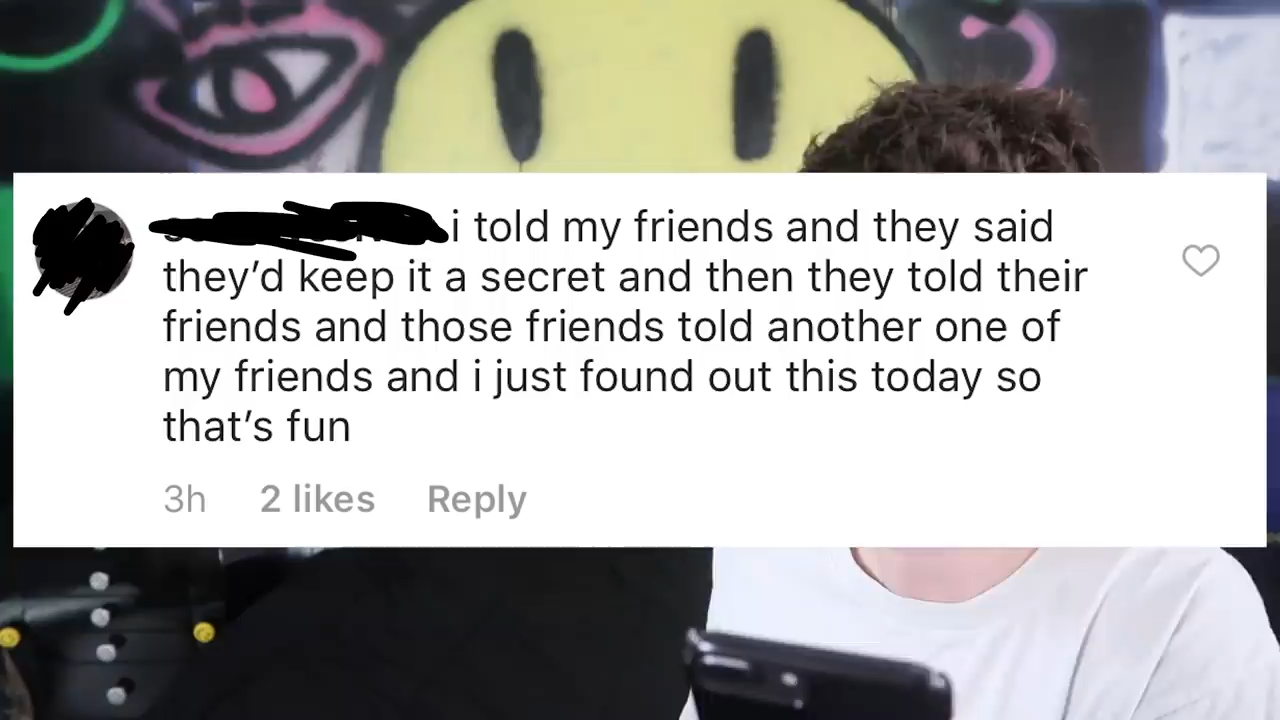 i told my friends and they said
they'd keep it a secret and then they told their
friends and those friends told another one of
my friends and i just found out this today so
that's fun
3h 2 likes Reply